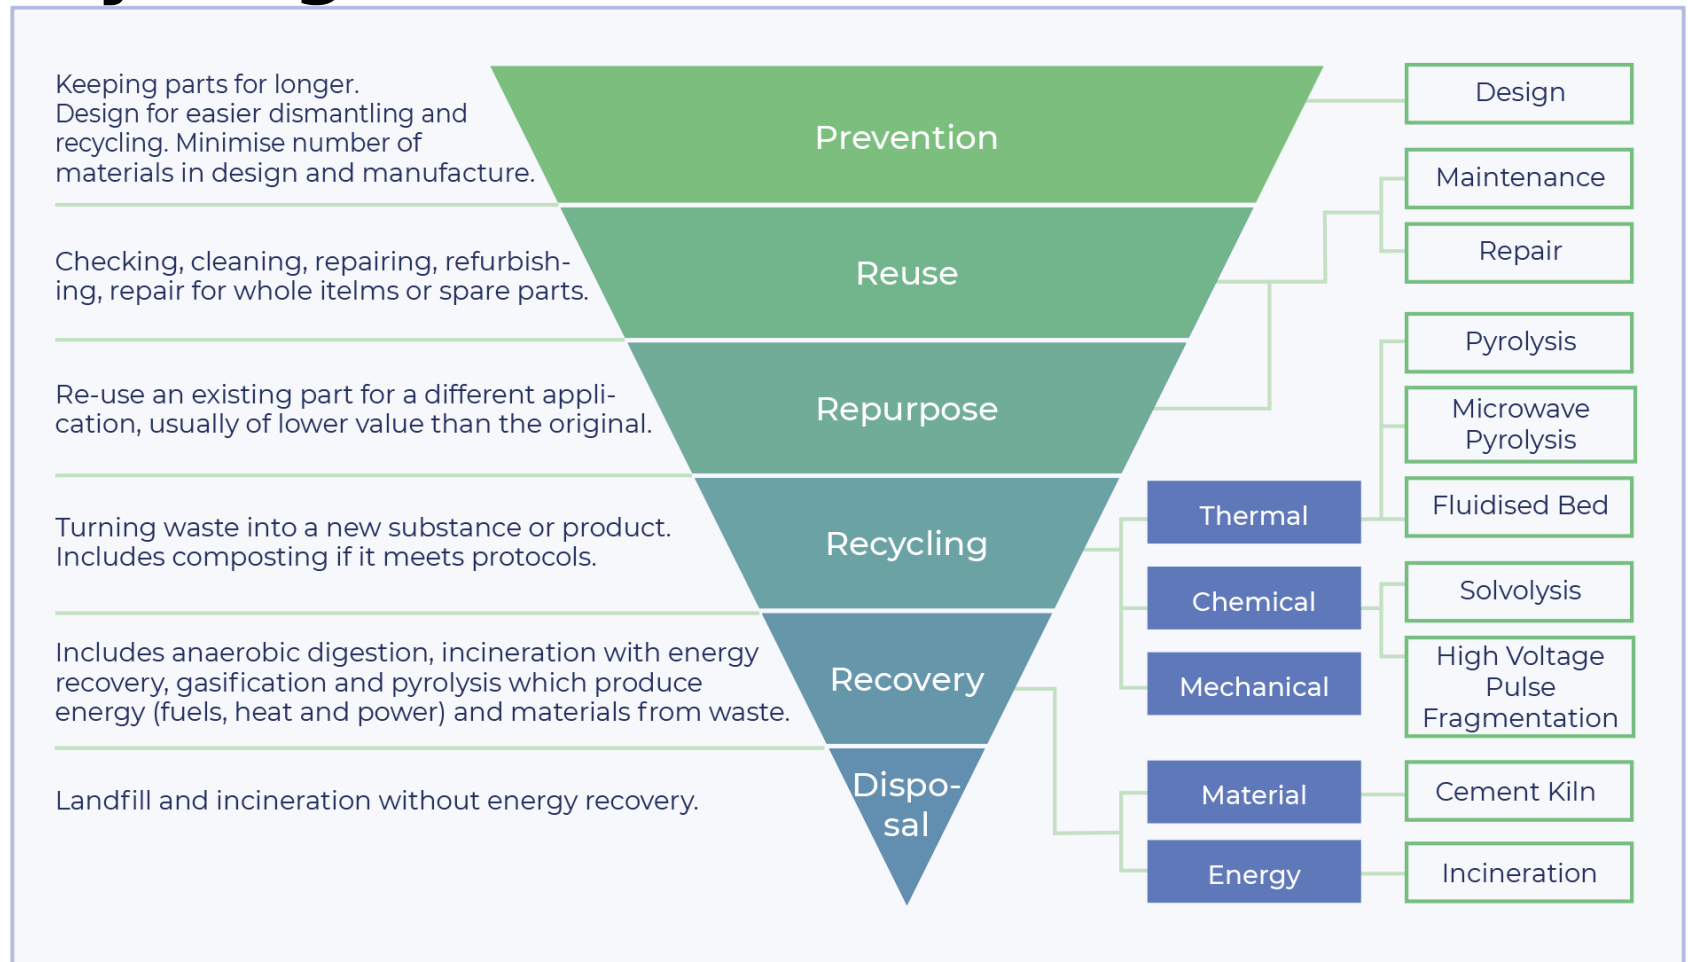 Keeping parts for longer.
Design for easier dismantling and
recycling. Minimise number of
materials in design and manufacture.
Prevention
Design
Checking, cleaning, repairing, refurbish-
ing, repair for whole itelms or spare parts.
Reuse
Maintenance
Repair
Re-use an existing part for a different appli-
cation, usually of lower value than the original.
Repurpose
Turning waste into a new substance or product.
Includes composting if it meets protocols.
Recycling
Thermal
Pyrolysis
Microwave
Pyrolysis
Fluidised Bed
Chemical
Solvolysis
High Voltage
Pulse
Fragmentation
Mechanical
Includes anaerobic digestion, incineration with energy
recovery, gasification and pyrolysis which produce
energy (fuels, heat and power) and materials from waste.
Recovery
Material
Cement Kiln
Energy
Incineration
Landfill and incineration without energy recovery.
Dispo-
sal